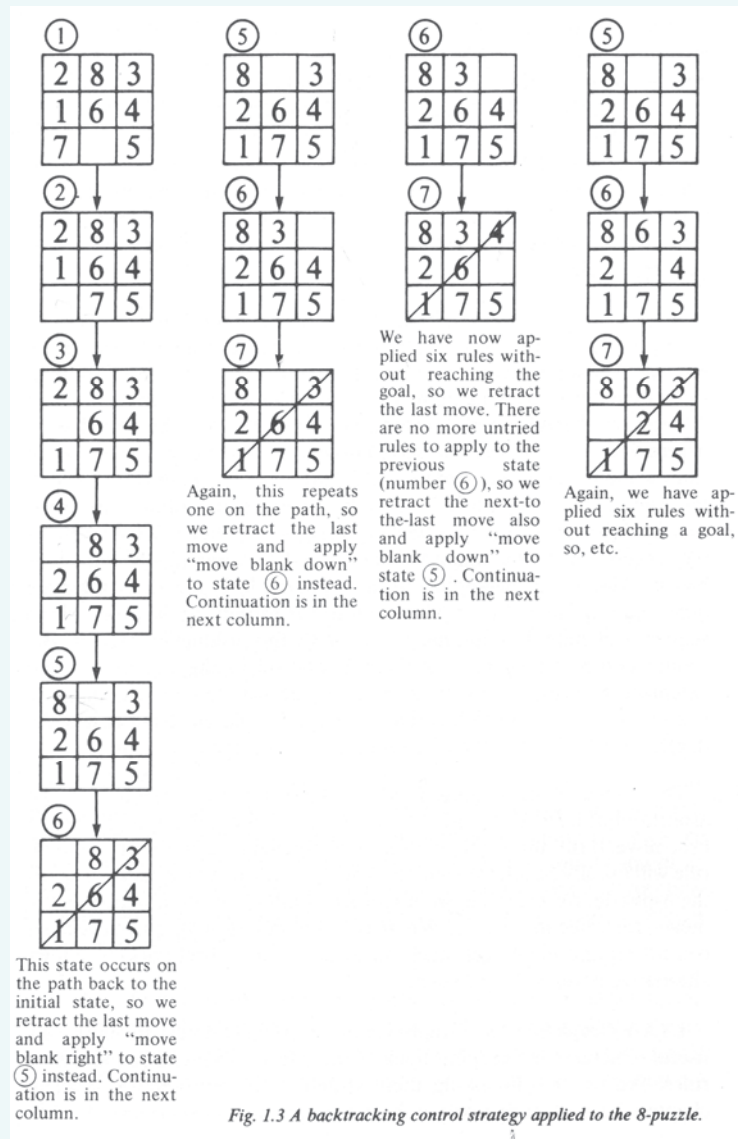 ①
2 8 3
1 6 4
7 5
②
2 8 3
1 6 4
7 5
③
2 8 3
6 4
1 7 5
④
8 3
2 6 4
1 7 5
⑤
8 3
2 6 4
1 7 5
⑥
8 3
2 6 4
1 7 5
This state occurs on
the path back to the
initial state, so we
retract the last move
and apply “move
blank right” to state
⑤ instead. Continu-
ation is in the next
column.
⑤
8 3
2 6 4
1 7 5
⑥
8 3
2 6 4
1 7 5
⑦
8 3
2 6 4
1 7 5
Again, this repeats
one on the path, so
we retract the last
move and apply
“move blank down”
to state ⑥ instead.
Continuation is in the
next column.
⑥
8 3
2 6 4
1 7 5
⑦
8 3 4
2 6
1 7 5
We have now ap-
plied six rules with-
out reaching the
goal, so we retract
the last move. There
are no more untried
rules to apply to the
previous state
(number ⑥), so we
retract the next-to
the-last move also
and apply “move
blank down” to
state ⑤ . Continua-
tion is in the next
column.
⑤
8 3
2 6 4
1 7 5
⑥
8 6 3
2 4
1 7 5
⑦
8 6 3
2 4
1 7 5
Again, we have ap-
plied six rules with-
out reaching a goal,
so, etc.
Fig. 1.3 A backtracking control strategy applied to the 8-puzzle.